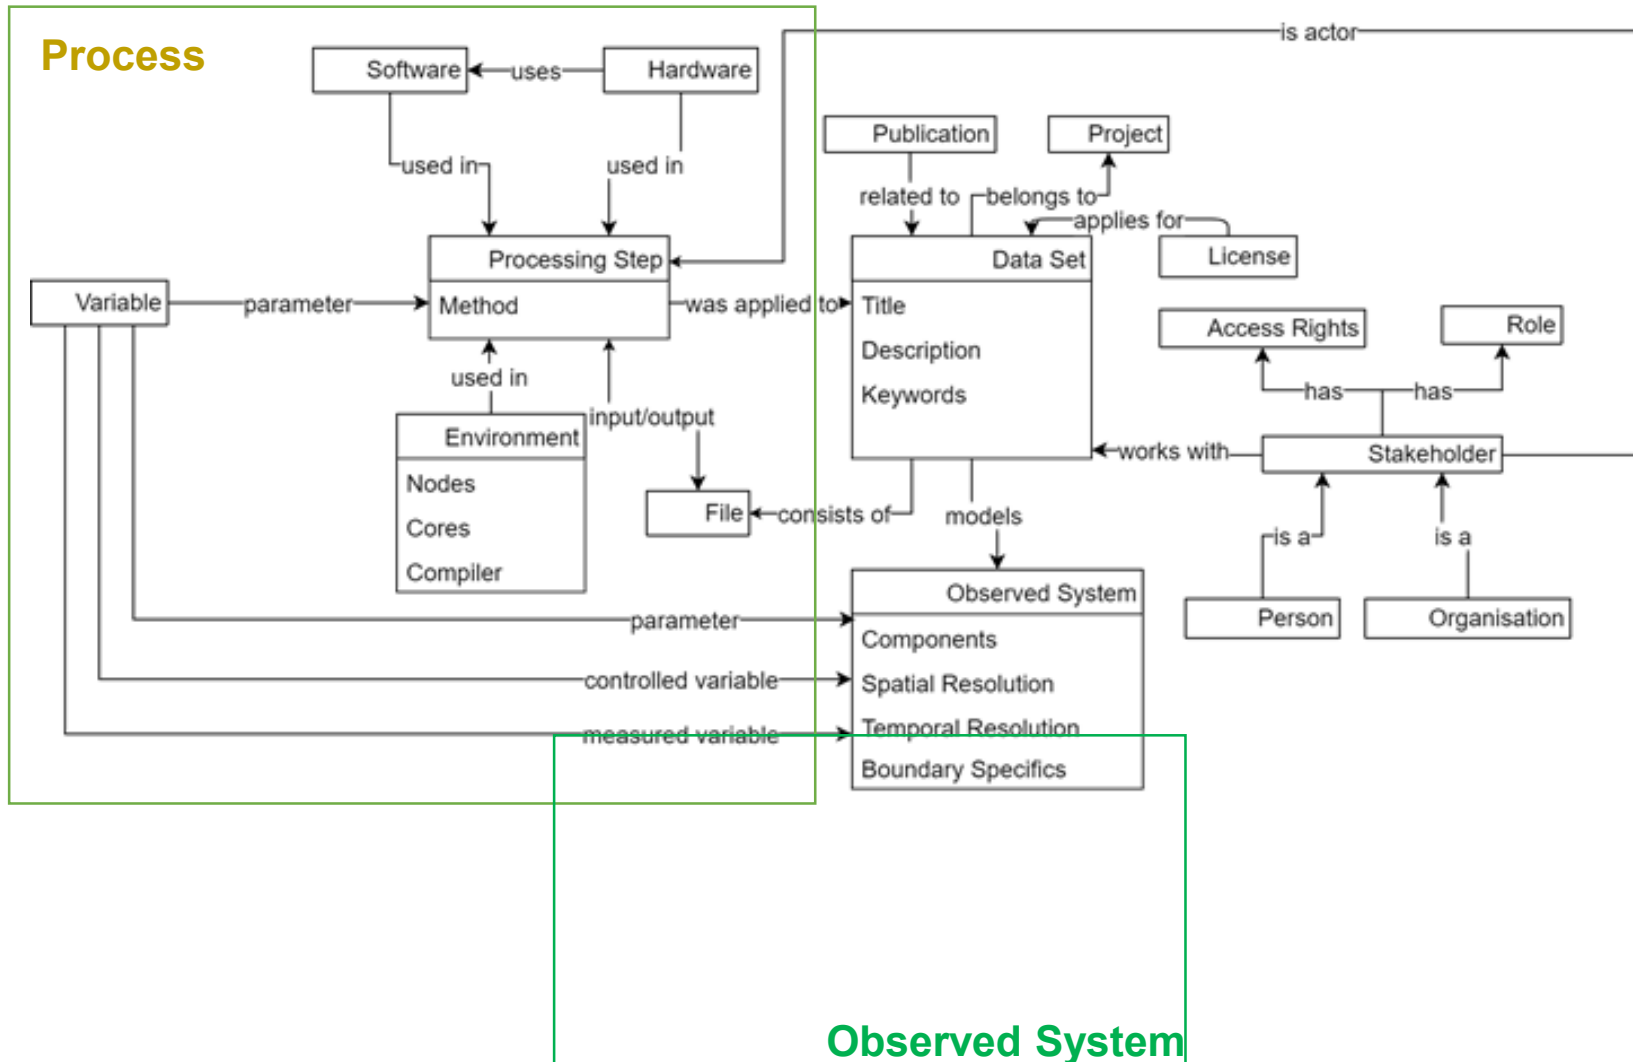 Process
is actor
Software
uses
Hardware
Publication
Project
used in
used in
related to
belongs to
applies for
Processing Step
Data Set
License
Variable
parameter
Method
was applied to
Title
Access Rights
Role
Description
used in
has
has
Keywords
input/output
Environment
works with
Stakeholder
Nodes
File
consists of
models
Cores
is a
is a
Compiler
Observed System
parameter
Components
Person
Organisation
controlled variable
Spatial Resolution
measured variable
Temporal Resolution
Boundary Specifics
Observed System